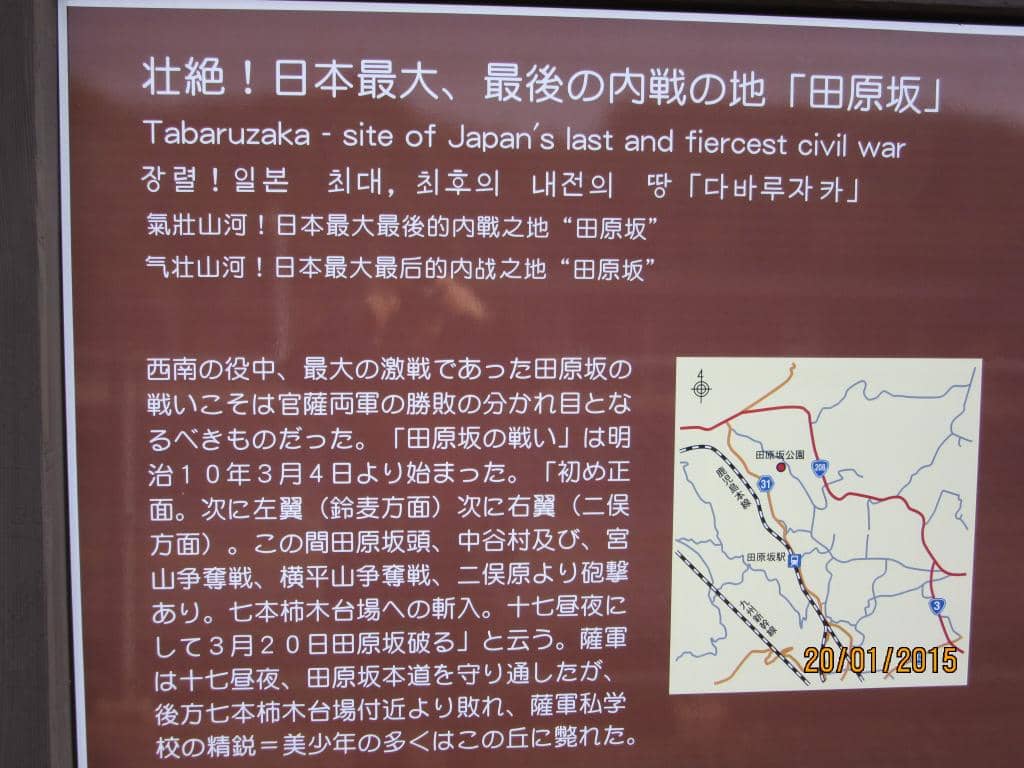 壮絶！日本最大、最後の内戦の地「田原坂」
Tabaruzaka - site of Japan's last and fiercest civil war
장렬！일본 최대, 최후의 내전의 땅「다바루자카」
氣壯山河！日本最大最後的内戰之地“田原坂”
气壮山河！日本最大最后的内战之地“田原坂”
西南の役中、最大の激戦であった田原坂の
戦いこそは官薩両軍の勝敗の分かれ目とな
るべきものだった。「田原坂の戦い」は明
治１０年３月４日より始まった。「初め正
面。次に左翼（鈴麦方面）次に右翼（二俣
方面）。この間田原坂頭、中谷村及び、宮
山争奪戦、横平山争奪戦、二俣原より砲撃
あり。七本柿木台場への斬入。十七昼夜に
して３月２０日田原坂破る」と云う。薩軍
は十七昼夜、田原坂本道を守り通したが、
後方七本柿木台場付近より敗れ、薩軍私学
校の精鋭＝美少年の多くはこの丘に斃れた。
4
田原坂公園
208
31
鹿児島本線
田原坂駅
九州新幹線
3
20/01/2015